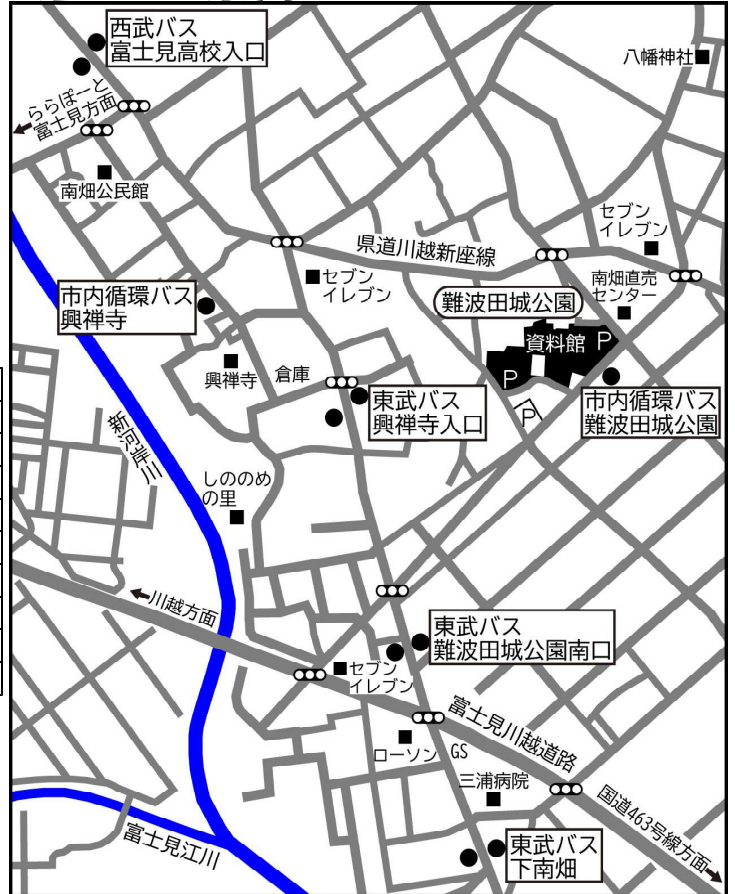 西武バス
富士見高校入口
八幡神社
ららぽーと
富士見方面
南畑公民館
セブン
イレブン
県道川越新座線
セブン
イレブン
南畑直売
センター
市内循環バス
興禅寺
難波田城公園
資料館
P
P
P
興禅寺
倉庫
東武バス
興禅寺入口
市内循環バス
難波田城公園
新河岸川
しののめ
の里
川越方面
東武バス
難波田城公園南口
セブン
イレブン
富士見川越道路
ローソン
GS
三浦病院
国道463号線方面
富士見江川
東武バス
下南畑